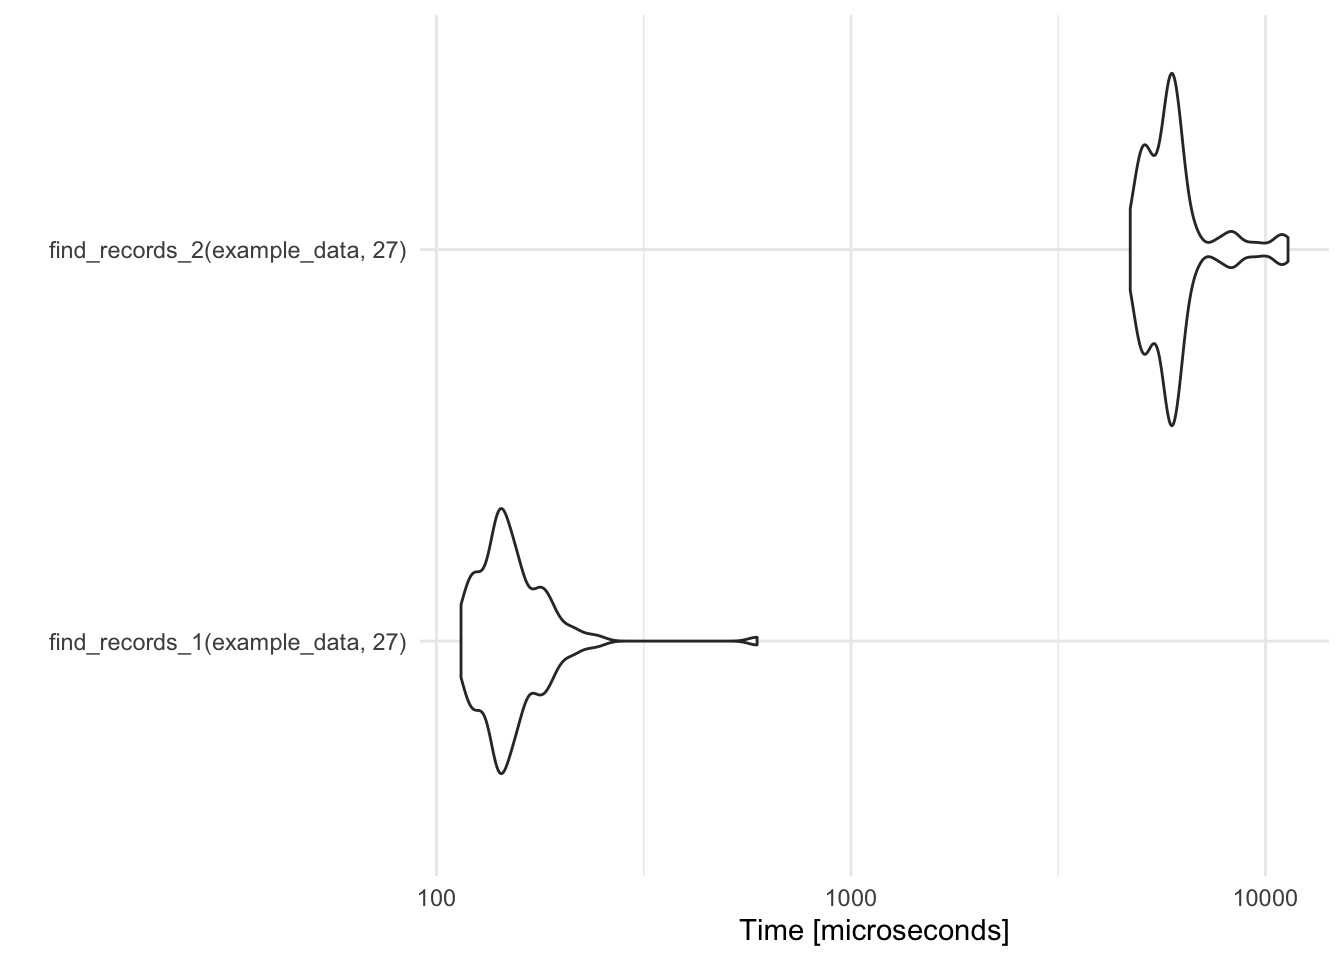 find_records_2(example_data, 27)
find_records_1(example_data, 27)
100
1000
10000
Time [microseconds]